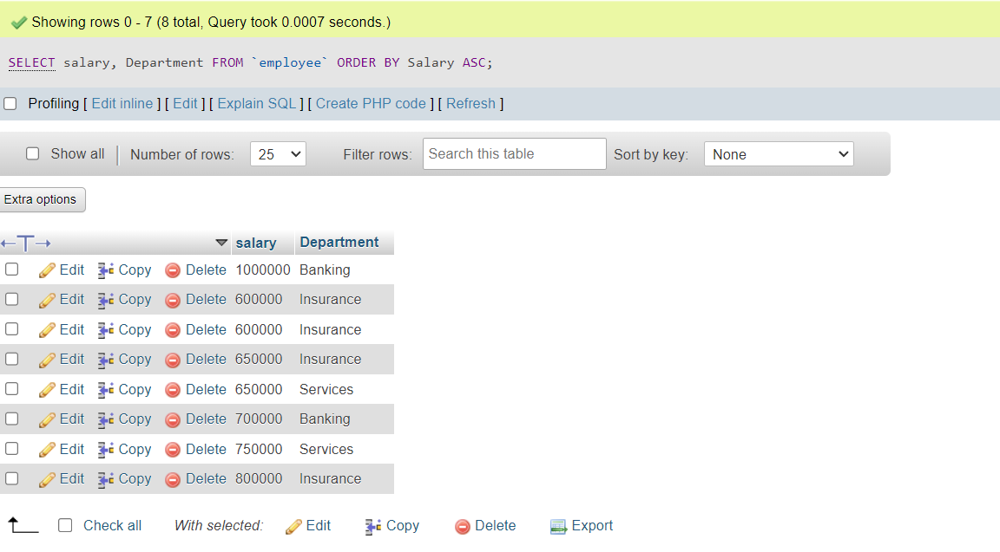 Showing rows 0 - 7 (8 total, Query took 0.0007 seconds.)
SELECT salary, Department FROM `employee` ORDER BY Salary ASC;
Profiling [ Edit inline ] [ Edit ] [ Explain SQL ] [ Create PHP code ] [ Refresh ]
Show all Number of rows: 25 Filter rows: Search this table Sort by key: None
Extra options
←T→ salary Department
Edit Copy Delete 1000000 Banking
Edit Copy Delete 600000 Insurance
Edit Copy Delete 600000 Insurance
Edit Copy Delete 650000 Insurance
Edit Copy Delete 650000 Services
Edit Copy Delete 700000 Banking
Edit Copy Delete 750000 Services
Edit Copy Delete 800000 Insurance
Check all With selected: Edit Copy Delete Export